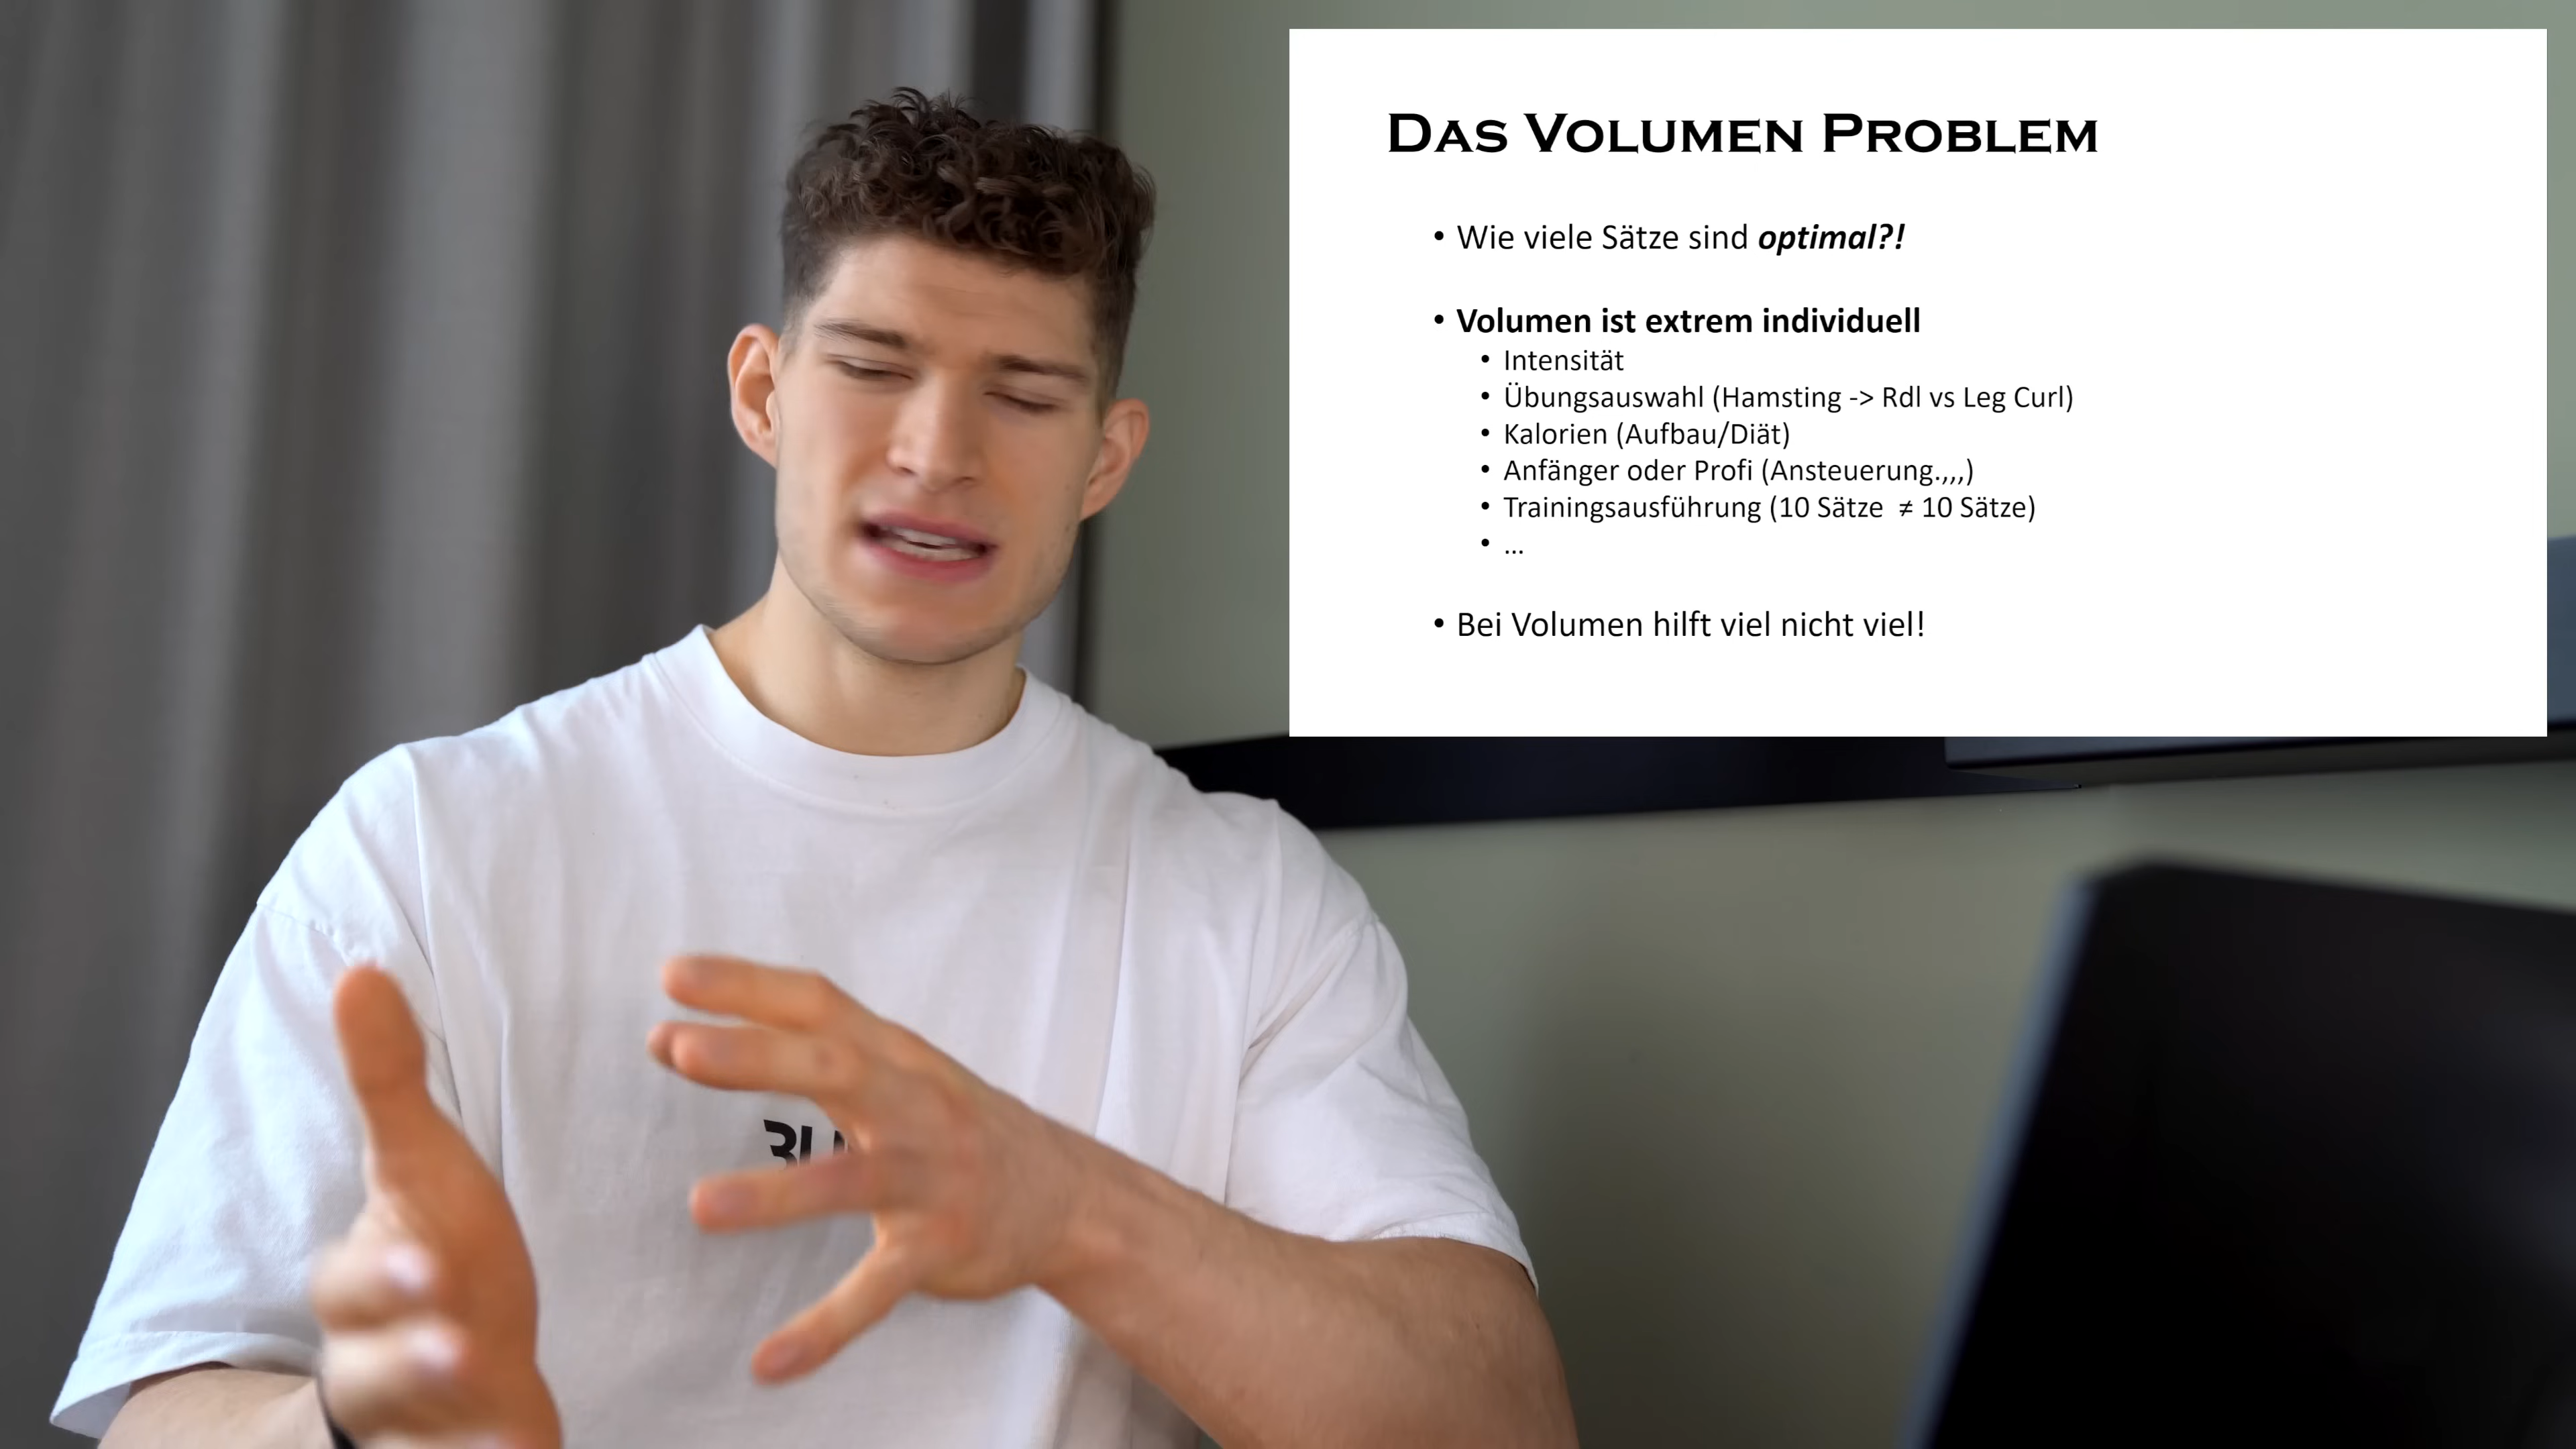 Das Volumen Problem
• Wie viele Sätze sind optimal?!
• Volumen ist extrem individuell
• Intensität
• Übungsauswahl (Hamsting -> Rdl vs Leg Curl)
• Kalorien (Aufbau/Diät)
• Anfänger oder Profi (Ansteuerung.,,,)
• Trainingsausführung (10 Sätze ≠ 10 Sätze)
• ...
• Bei Volumen hilft viel nicht viel!